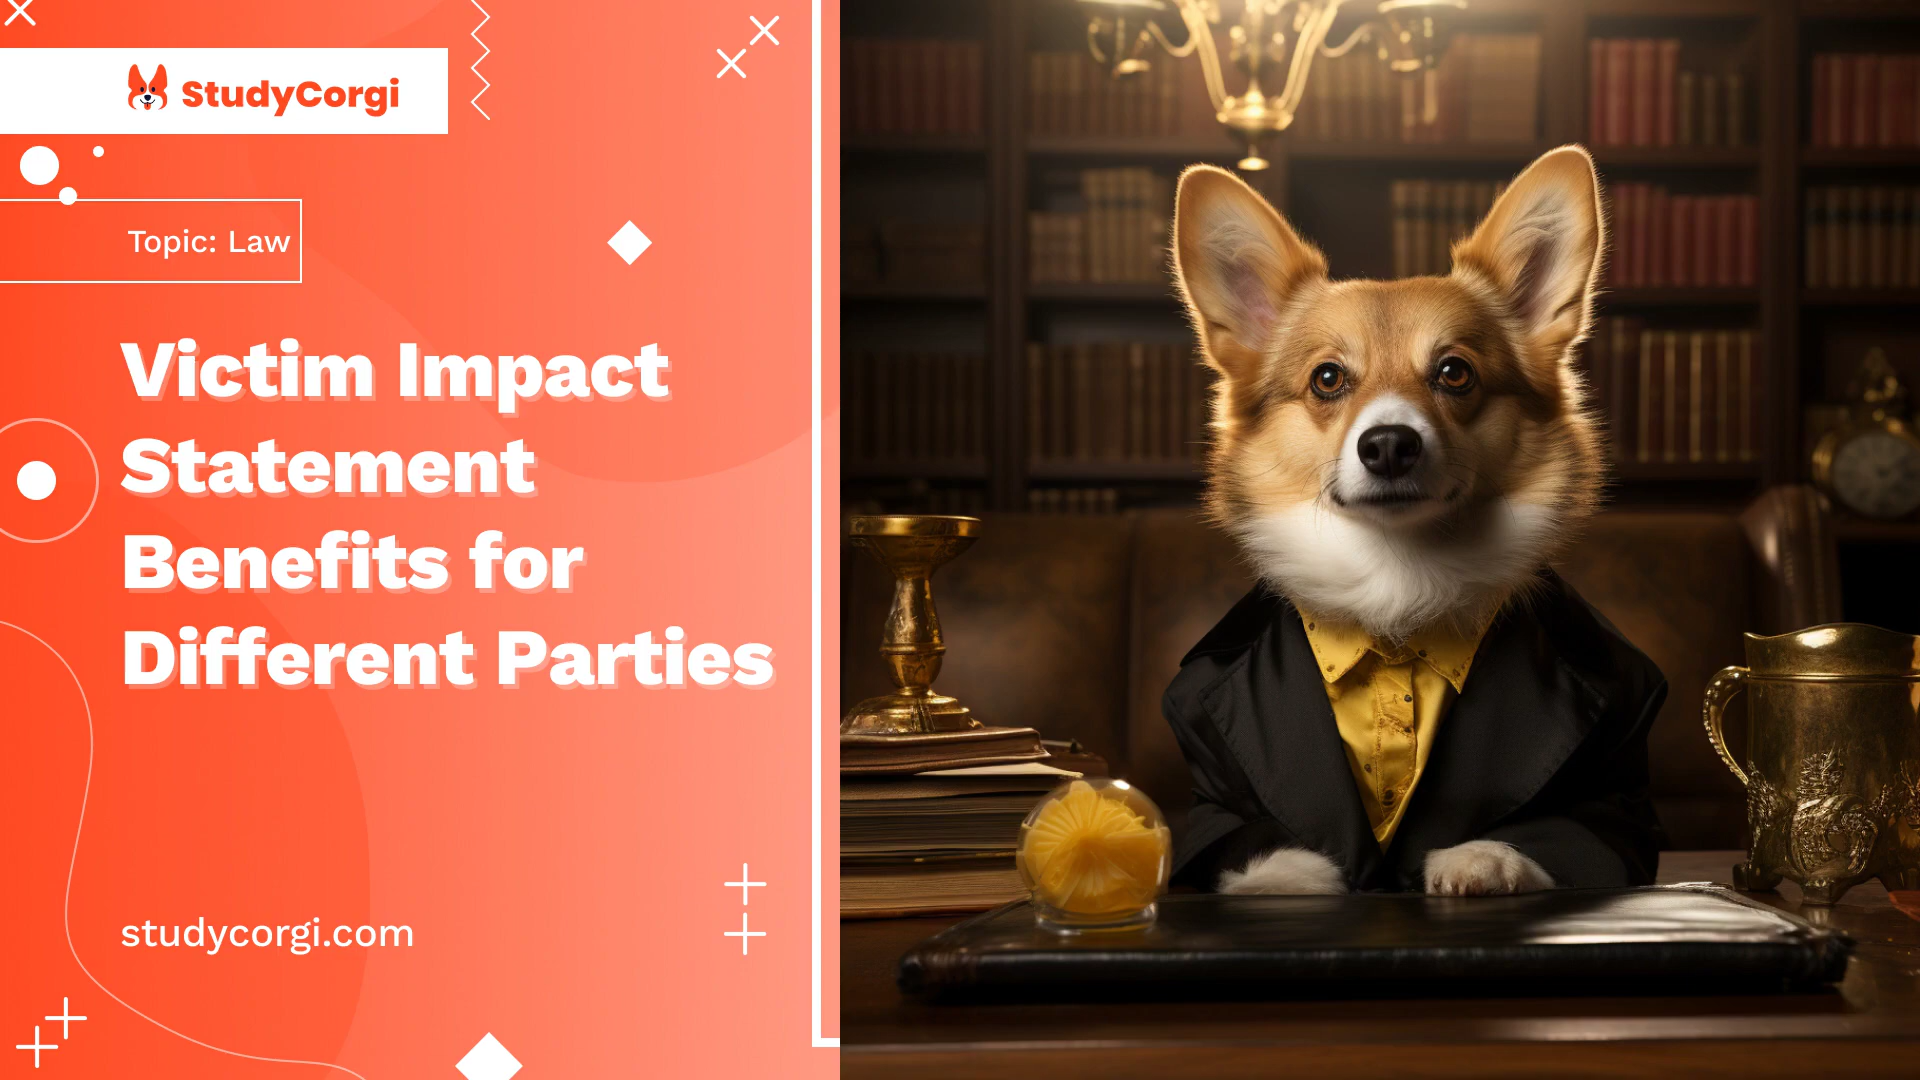 StudyCorgi
Topic: Law
Victim Impact
Statement
Benefits for
Different Parties
studycorgi.com